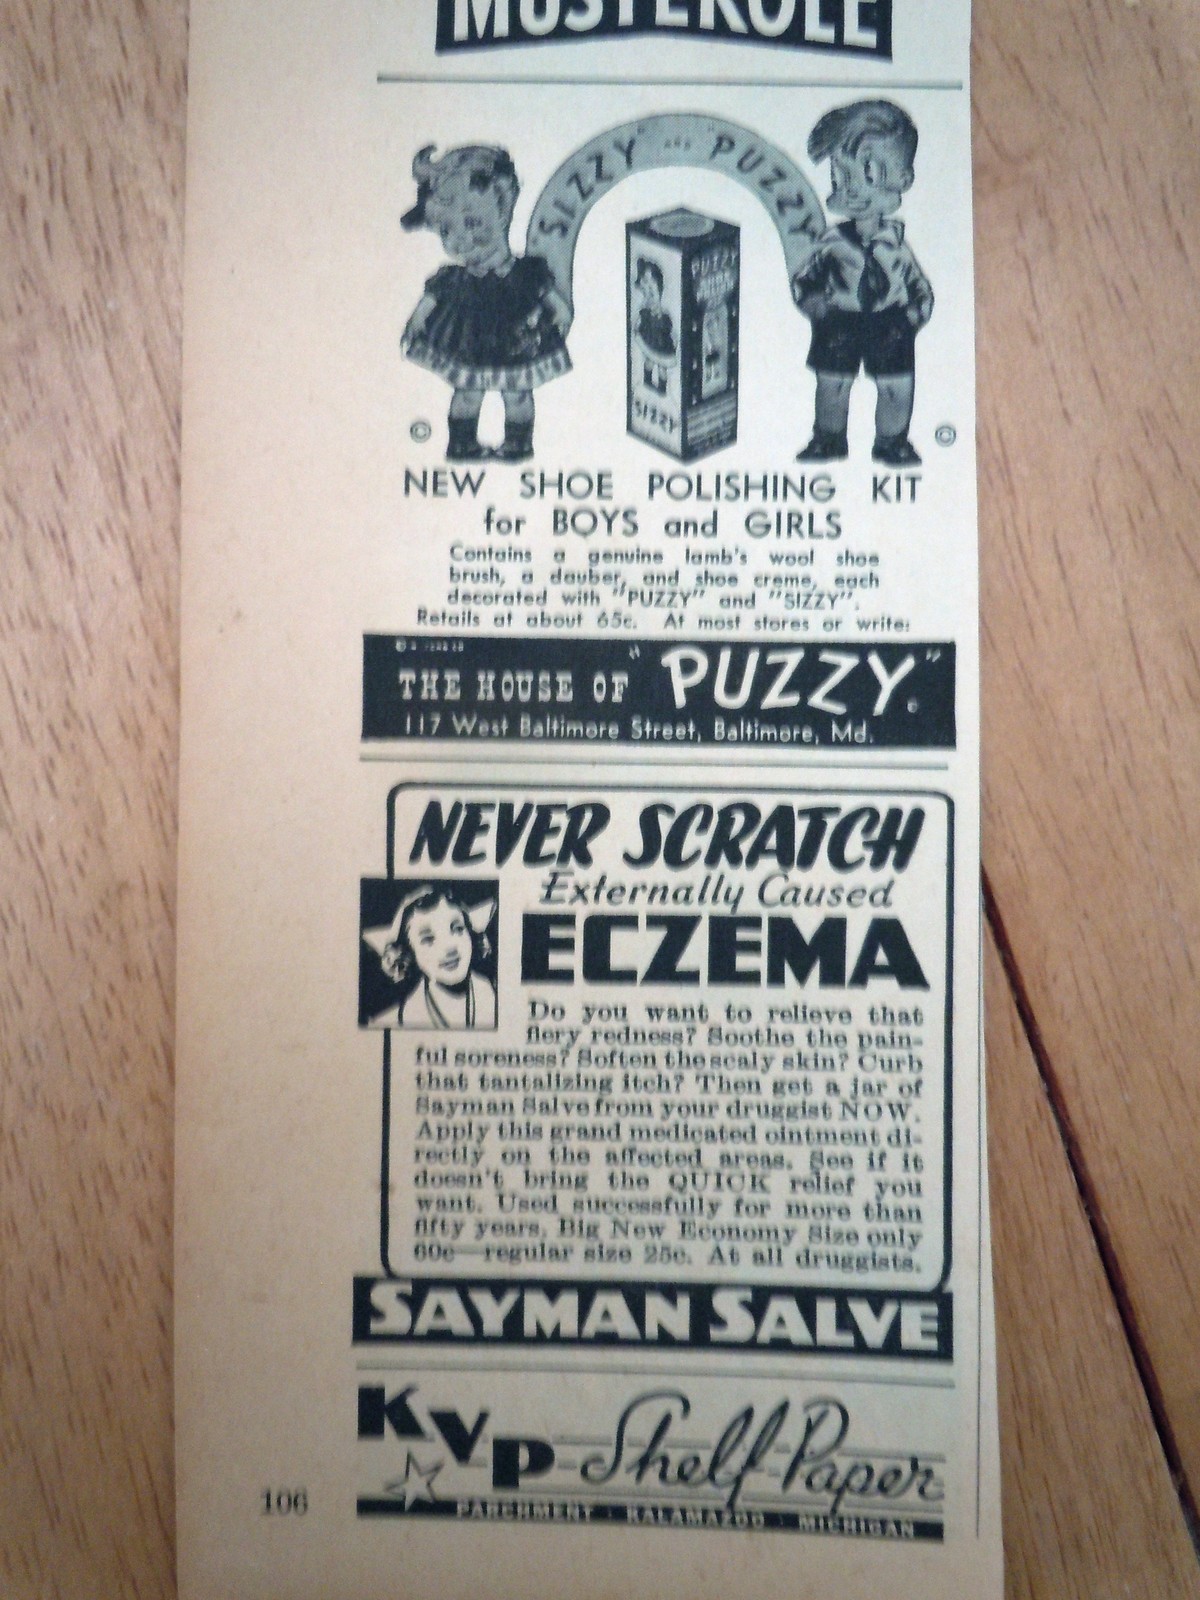 MUSTEROLE
"SIZZY" AND "PUZZY"
PUZZY
SIZZY
©
©
NEW SHOE POLISHING KIT
for BOYS and GIRLS
Contains a genuine lamb's wool shoe
brush, a dauber, and shoe creme, each
decorated with "PUZZY" and "SIZZY".
Retails at about 65c. At most stores or write:
THE HOUSE OF "PUZZY"
117 West Baltimore Street, Baltimore, Md.
NEVER SCRATCH
Externally Caused
ECZEMA
Do you want to relieve that
fiery redness? Soothe the pain-
ful soreness? Soften the scaly skin? Curb
that tantalizing itch? Then get a jar of
Sayman Salve from your druggist NOW.
Apply this grand medicated ointment di-
rectly on the affected areas. See if it
doesn't bring the QUICK relief you
want. Used successfully for more than
fifty years. Big New Economy Size only
60c—regular size 25c. At all druggists.
SAYMAN SALVE
KVP Shelf Paper
PARCHMENT · KALAMAZOO · MICHIGAN
106